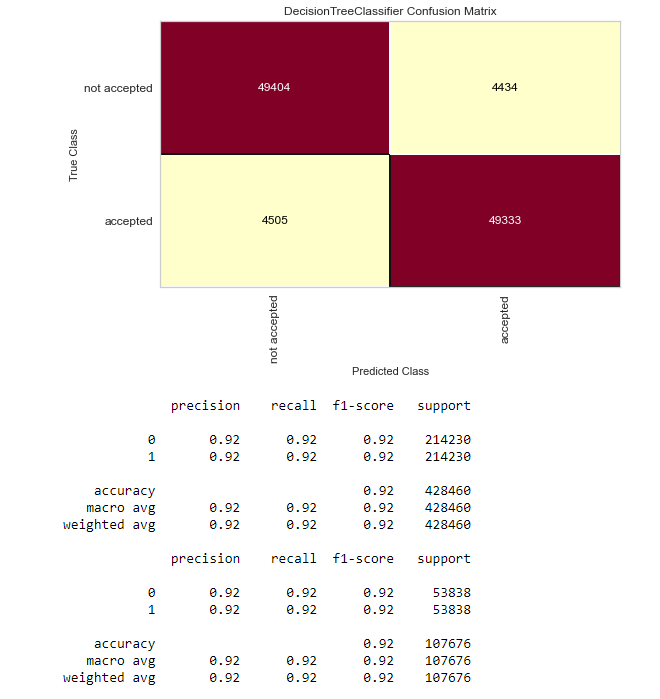 DecisionTreeClassifier Confusion Matrix
not accepted 49404 4434
True Class
accepted 4505 49333
not accepted accepted
Predicted Class
precision recall f1-score support
0 0.92 0.92 0.92 214230
1 0.92 0.92 0.92 214230
accuracy 0.92 428460
macro avg 0.92 0.92 0.92 428460
weighted avg 0.92 0.92 0.92 428460
precision recall f1-score support
0 0.92 0.92 0.92 53838
1 0.92 0.92 0.92 53838
accuracy 0.92 107676
macro avg 0.92 0.92 0.92 107676
weighted avg 0.92 0.92 0.92 107676